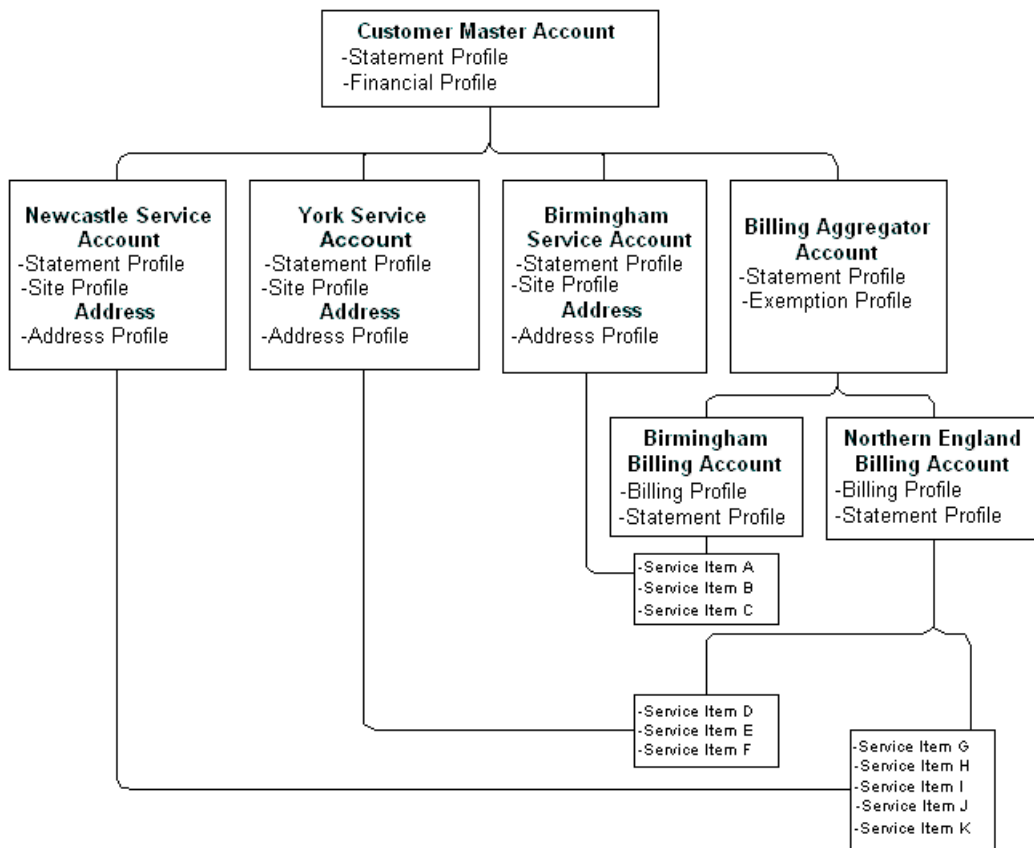 Customer Master Account
-Statement Profile
-Financial Profile
Newcastle Service
Account
-Statement Profile
-Site Profile
Address
-Address Profile
York Service
Account
-Statement Profile
-Site Profile
Address
-Address Profile
Birmingham
Service Account
-Statement Profile
-Site Profile
Address
-Address Profile
Billing Aggregator
Account
-Statement Profile
-Exemption Profile
Birmingham
Billing Account
-Billing Profile
-Statement Profile
Northern England
Billing Account
-Billing Profile
-Statement Profile
-Service Item A
-Service Item B
-Service Item C
-Service Item D
-Service Item E
-Service Item F
-Service Item G
-Service Item H
-Service Item I
-Service Item J
-Service Item K